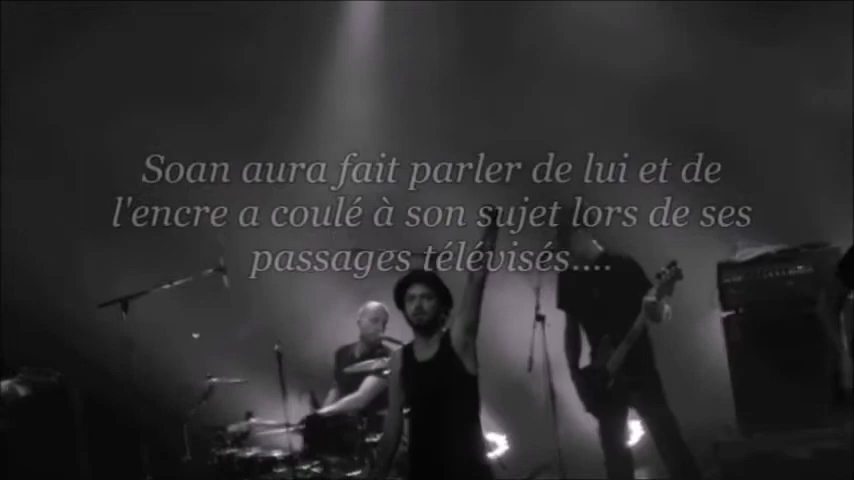 Soan aura fait parler de lui et de
l'encre a coulé à son sujet lors de ses
passages télévisés....